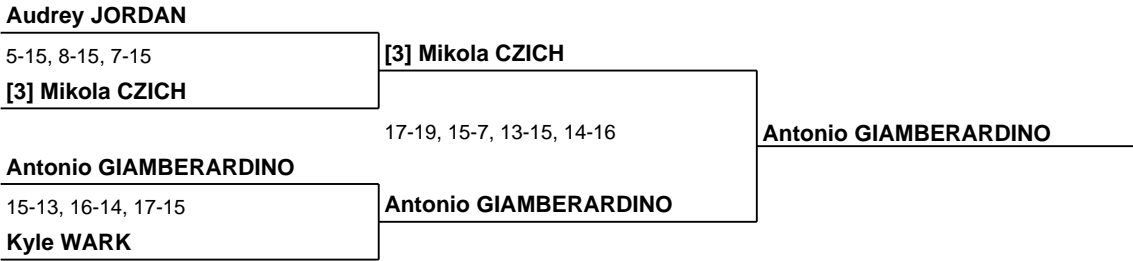 Audrey JORDAN
5-15, 8-15, 7-15
[3] Mikola CZICH
[3] Mikola CZICH
17-19, 15-7, 13-15, 14-16
Antonio GIAMBERARDINO
Antonio GIAMBERARDINO
15-13, 16-14, 17-15
Antonio GIAMBERARDINO
Kyle WARK